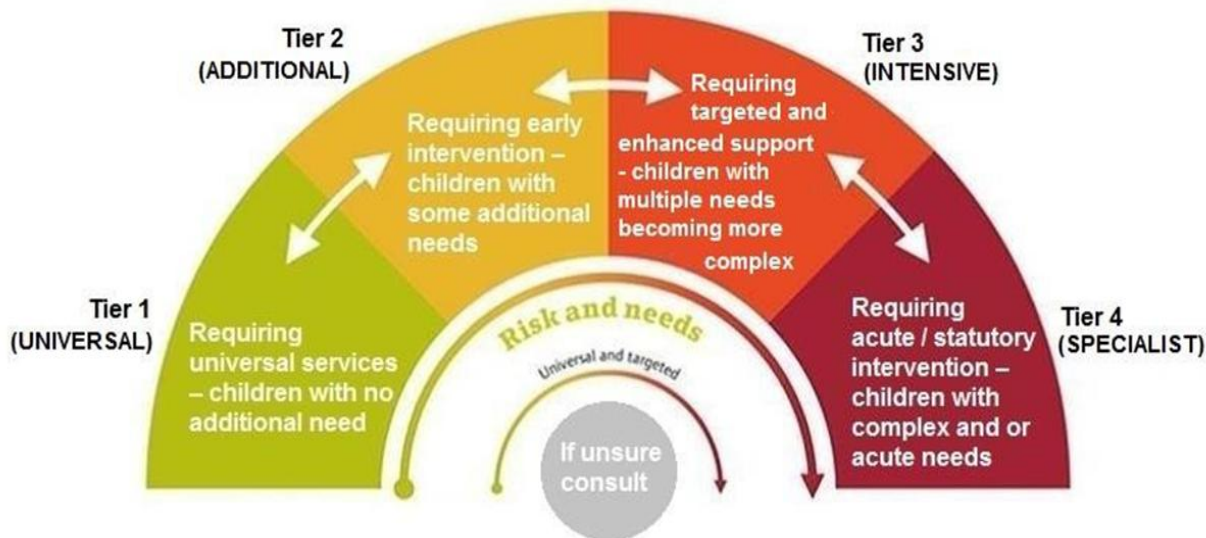 Tier 1
(UNIVERSAL)
Requiring
universal services
– children with no
additional need
Tier 2
(ADDITIONAL)
Requiring early
intervention –
children with
some additional
needs
Tier 3
(INTENSIVE)
Requiring
targeted and
enhanced support
- children with
multiple needs
becoming more
complex
Tier 4
(SPECIALIST)
Requiring
acute / statutory
intervention –
children with
complex and or
acute needs
Risk and needs
Universal and targeted
If unsure
consult